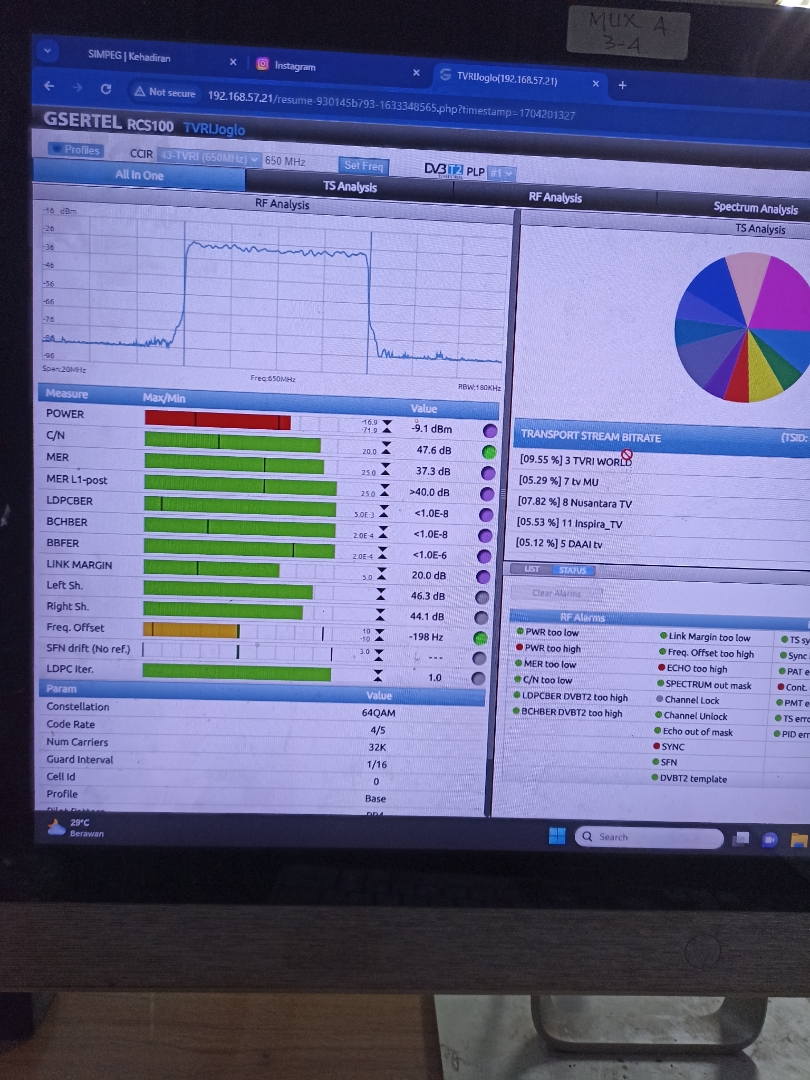 MUX A
3-4
SIMPEG | Kehadiran
Instagram
TVRIJoglo(192.168.57.21)
Not secure 192.168.57.21/resume-930145b793-1633348565.php?timestamp=1704201327
GSERTEL RCS100 TVRIJoglo
Profiles CCIR 43-TVRI (650MHz) 650 MHz Set Freq DVB T2 PLP #1
All In One TS Analysis RF Analysis Spectrum Analysis
RF Analysis
TS Analysis
-16 dBm
-26
-36
-46
-56
-66
-76
-86
-96
Span:20MHz Freq:650MHz RBW:180KHz
Measure Max/Min Value
POWER -16.9 -71.9 -9.1 dBm
C/N 20.0 47.6 dB
MER 25.0 37.3 dB
MER L1-post 25.0 >40.0 dB
LDPCBER 5.0E-3 <1.0E-8
BCHBER 2.0E-4 <1.0E-8
BBFER 2.0E-4 <1.0E-6
LINK MARGIN 3.0 20.0 dB
Left Sh. 46.3 dB
Right Sh. 44.1 dB
Freq. Offset 10 -10 -198 Hz
SFN drift (No ref.) 3.0 ---
LDPC Iter. 1.0
Param Value
Constellation 64QAM
Code Rate 4/5
Num Carriers 32K
Guard Interval 1/16
Cell Id 0
Profile Base
TRANSPORT STREAM BITRATE (TSID:
[09.55 %] 3 TVRI WORLD
[05.29 %] 7 tv MU
[07.82 %] 8 Nusantara TV
[05.53 %] 11 Inspira_TV
[05.12 %] 5 DAAI tv
LIST STATUS
Clear Alarms
RF Alarms
PWR too low
PWR too high
MER too low
C/N too low
LDPCBER DVBT2 too high
BCHBER DVBT2 too high
Link Margin too low
Freq. Offset too high
ECHO too high
SPECTRUM out mask
Channel Lock
Channel Unlock
Echo out of mask
SYNC
SFN
DVBT2 template
TS sy
Sync
PAT e
Cont.
PMT e
TS erro
PID err
29°C
Berawan
Search